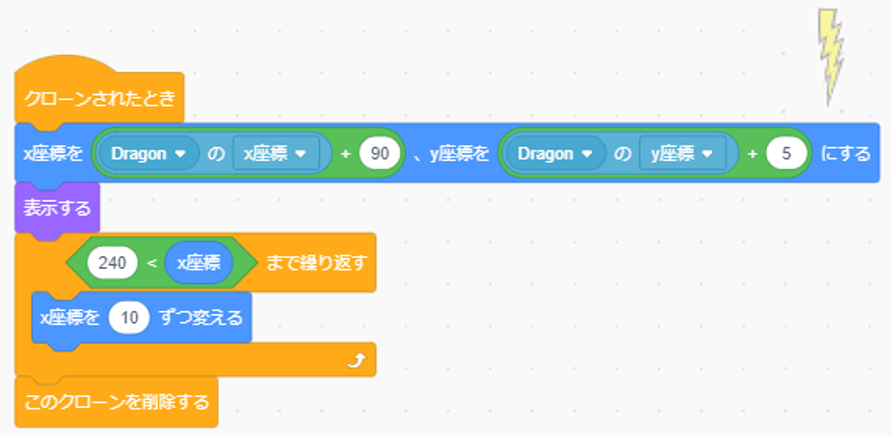 クローンされたとき
x座標を Dragon の x座標 + 90 、y座標を Dragon の y座標 + 5 にする
表示する
240 < x座標 まで繰り返す
x座標を 10 ずつ変える
このクローンを削除する